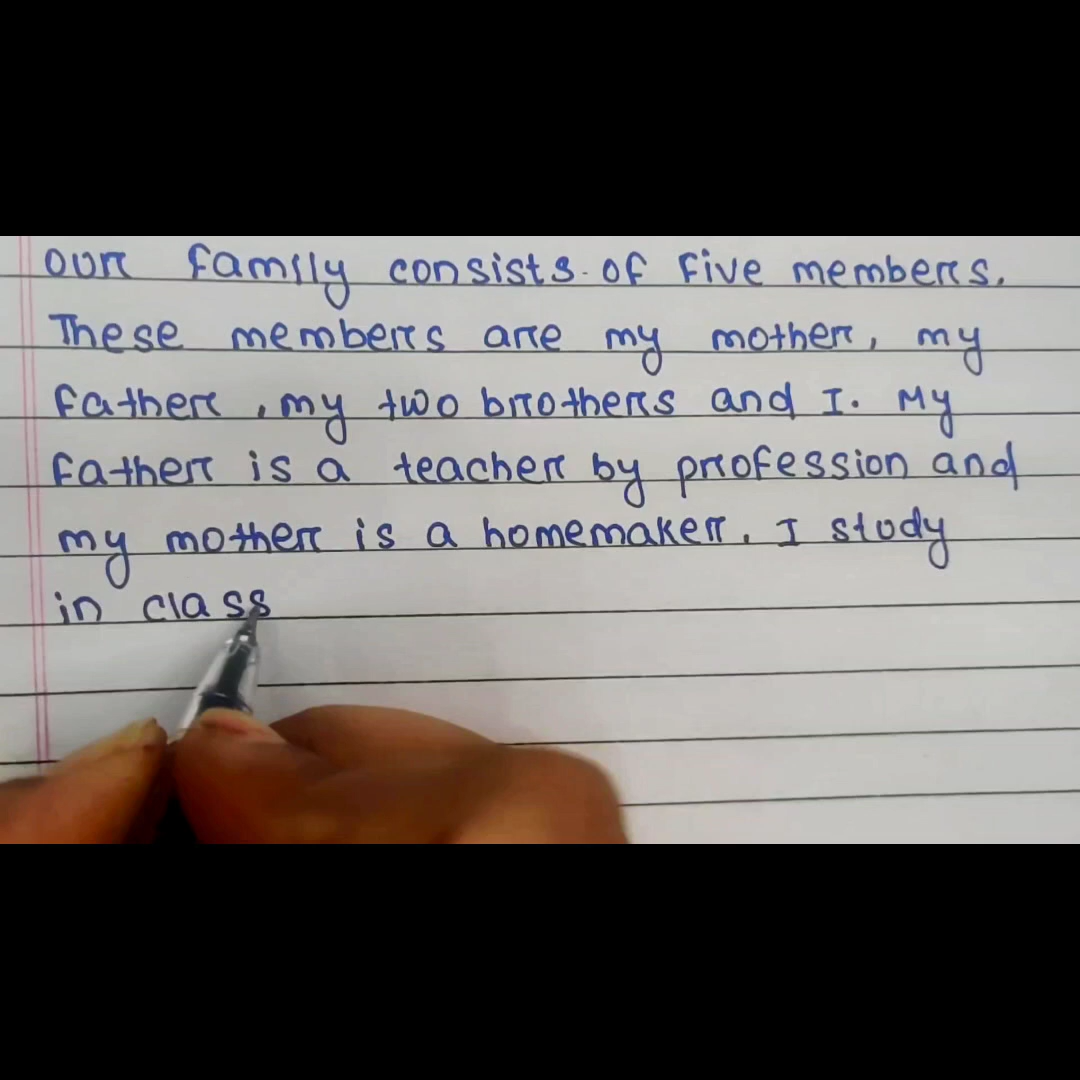 our family consists of five members.
These members are my mother, my
father, my two brothers and I. My
father is a teacher by profession and
my mother is a homemaker. I study
in class